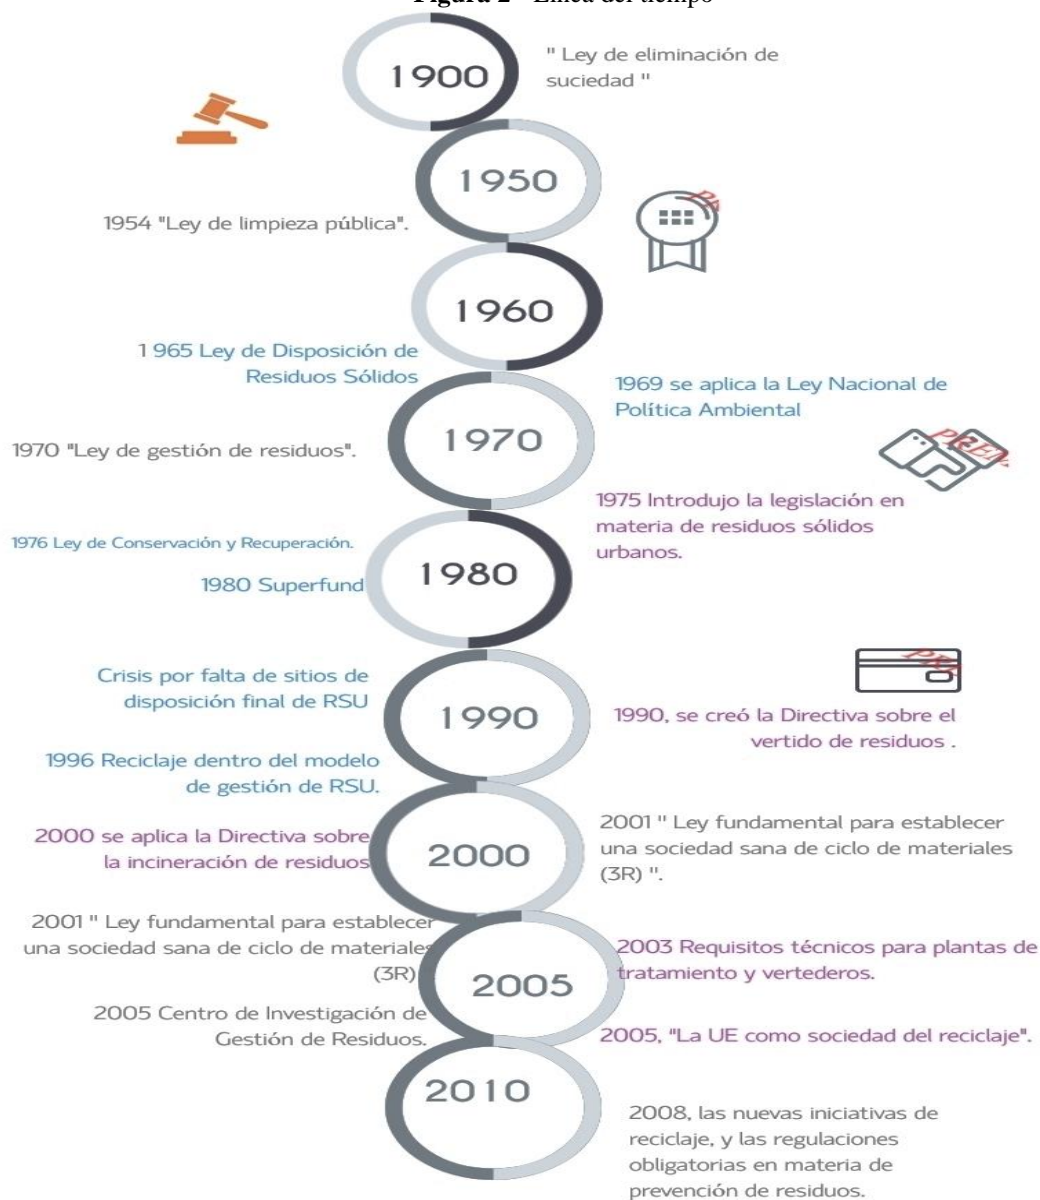 Figura 2 - Línea del tiempo
1900
" Ley de eliminación de
suciedad "
1950
1954 "Ley de limpieza pública".
1960
1 965 Ley de Disposición de
Residuos Sólidos
1969 se aplica la Ley Nacional de
Política Ambiental
1970
1970 "Ley de gestión de residuos".
1975 Introdujo la legislación en
materia de residuos sólidos
urbanos.
1976 Ley de Conservación y Recuperación.
1980
1980 Superfund
Crisis por falta de sitios de
disposición final de RSU
1990
1990, se creó la Directiva sobre el
vertido de residuos .
1996 Reciclaje dentro del modelo
de gestión de RSU.
2000 se aplica la Directiva sobre
la incineración de residuos
2000
2001 " Ley fundamental para establecer
una sociedad sana de ciclo de materiales
(3R) ".
2001 " Ley fundamental para establecer
una sociedad sana de ciclo de materiales
(3R)
2003 Requisitos técnicos para plantas de
tratamiento y vertederos.
2005
2005 Centro de Investigación de
Gestión de Residuos.
2005, "La UE como sociedad del reciclaje".
2010
2008, las nuevas iniciativas de
reciclaje, y las regulaciones
obligatorias en materia de
prevención de residuos.